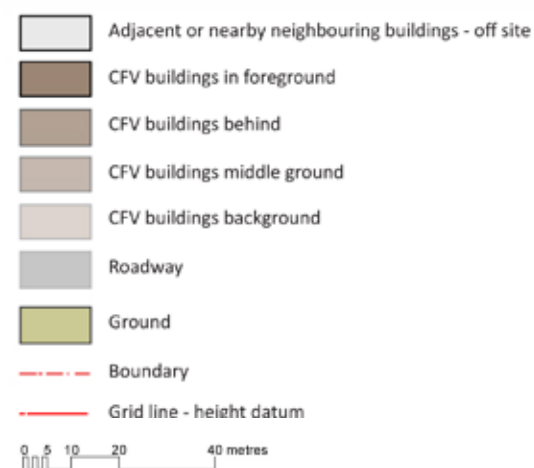 Adjacent or nearby neighbouring buildings - off site
CFV buildings in foreground
CFV buildings behind
CFV buildings middle ground
CFV buildings background
Roadway
Ground
Boundary
Grid line - height datum
0 5 10 20 40 metres